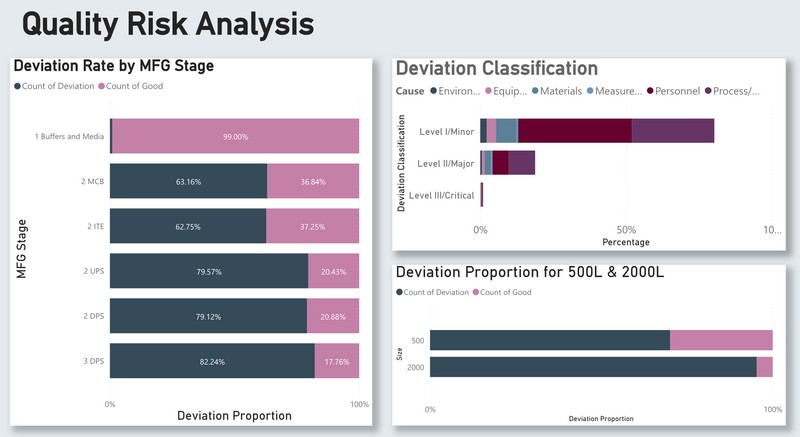 Quality Risk Analysis
Deviation Rate by MFG Stage
Count of Deviation Count of Good
MFG Stage
1 Buffers and Media 99.00%
2 MCB 63.16% 36.84%
2 ITE 62.75% 37.25%
2 UPS 79.57% 20.43%
2 DPS 79.12% 20.88%
3 DPS 82.24% 17.76%
0% 100%
Deviation Proportion
Deviation Classification
Cause Environ... Equip... Materials Measure... Personnel Process/...
Deviation Classification
Level I/Minor
Level II/Major
Level III/Critical
0% 50% 10...
Percentage
Deviation Proportion for 500L & 2000L
Count of Deviation Count of Good
Size
500
2000
0% 100%
Deviation Proportion